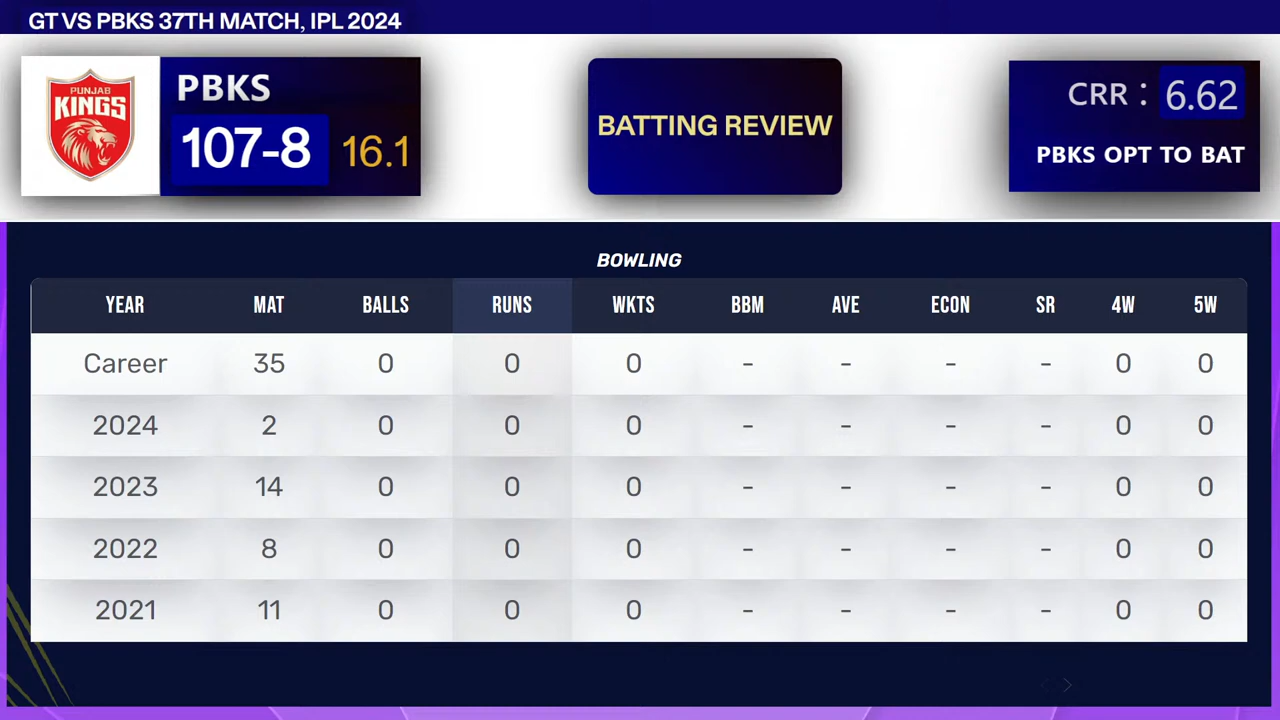 GT VS PBKS 37TH MATCH, IPL 2024
PUNJAB
KINGS
PBKS
107-8 16.1
BATTING REVIEW
CRR : 6.62
PBKS OPT TO BAT
BOWLING
YEAR MAT BALLS RUNS WKTS BBM AVE ECON SR 4W 5W
Career 35 0 0 0 - - - - 0 0
2024 2 0 0 0 - - - - 0 0
2023 14 0 0 0 - - - - 0 0
2022 8 0 0 0 - - - - 0 0
2021 11 0 0 0 - - - - 0 0